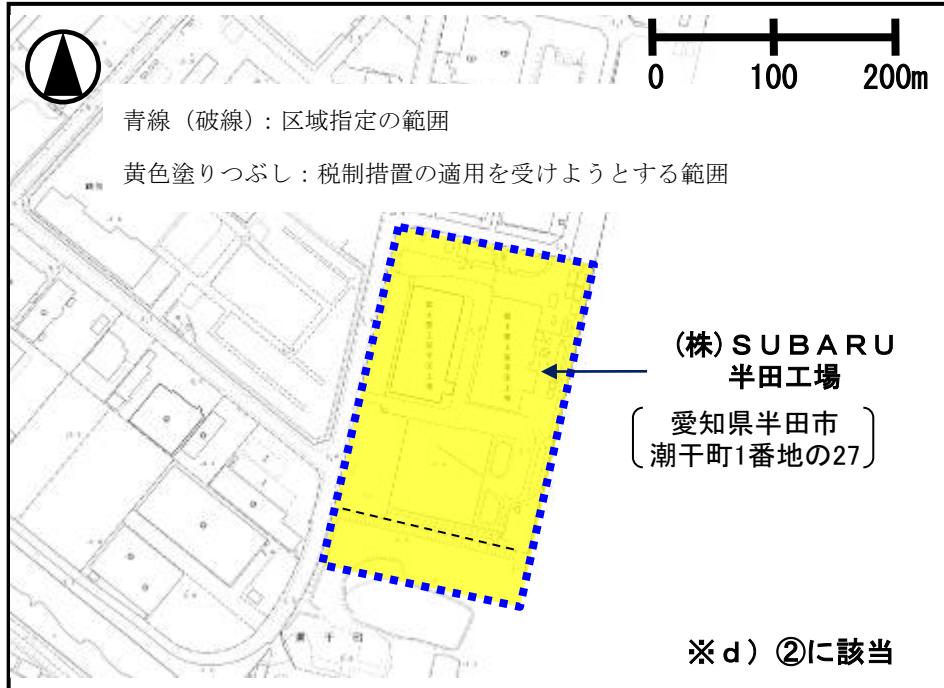 0 100 200m
青線（破線）：区域指定の範囲
黄色塗りつぶし：税制措置の適用を受けようとする範囲
(株)ＳＵＢＡＲＵ
半田工場
愛知県半田市
潮干町1番地の27
潮干町
※ｄ）②に該当